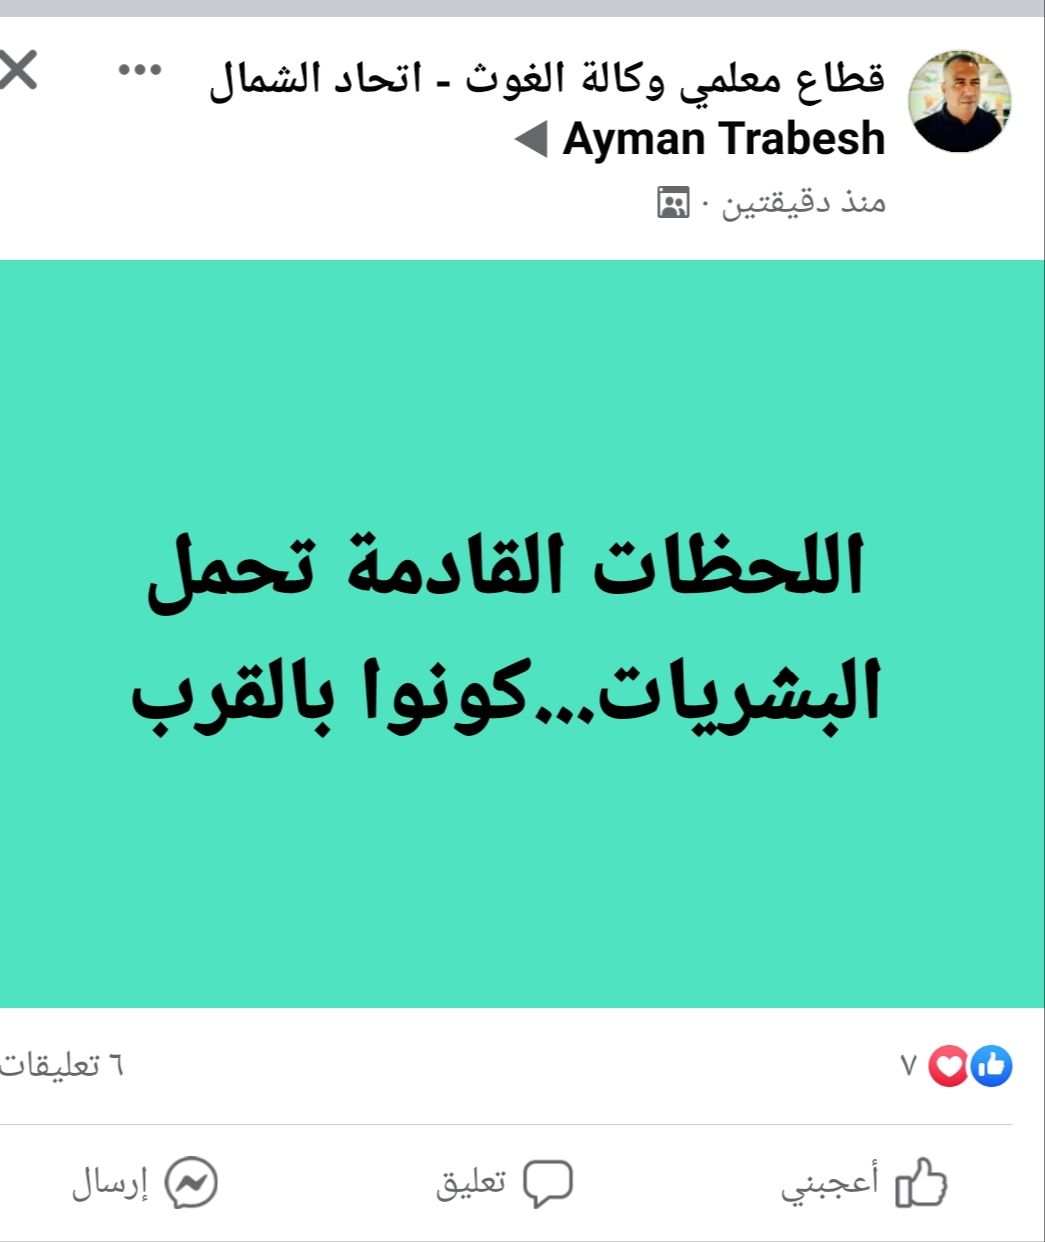 قطاع معلمي وكالة الغوث - اتحاد الشمال
Ayman Trabesh ◀
منذ دقيقتين ·
اللحظات القادمة تحمل
البشريات...كونوا بالقرب
٧
٦ تعليقات
أعجبني
تعليق
إرسال